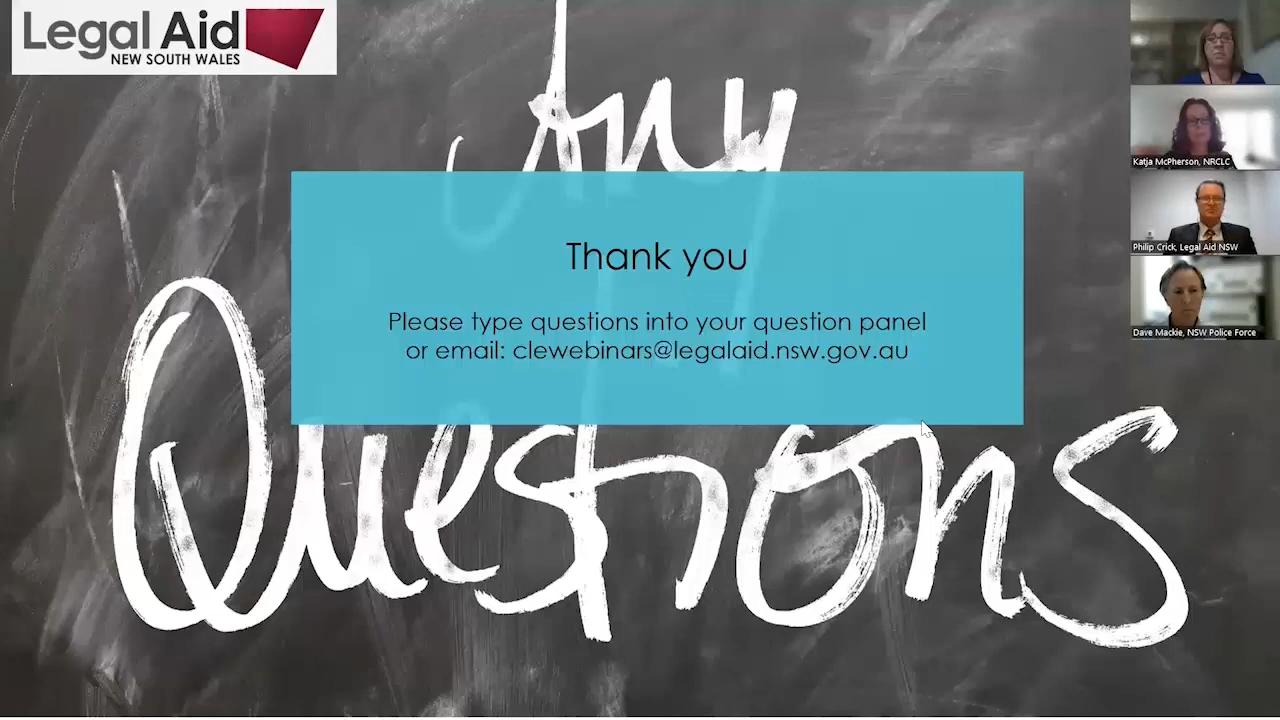 Legal Aid
NEW SOUTH WALES
Any
Thank you
Please type questions into your question panel
or email: clewebinars@legalaid.nsw.gov.au
Questions
Katja McPherson, NRCLC
Philip Crick, Legal Aid NSW
Dave Mackie, NSW Police Force